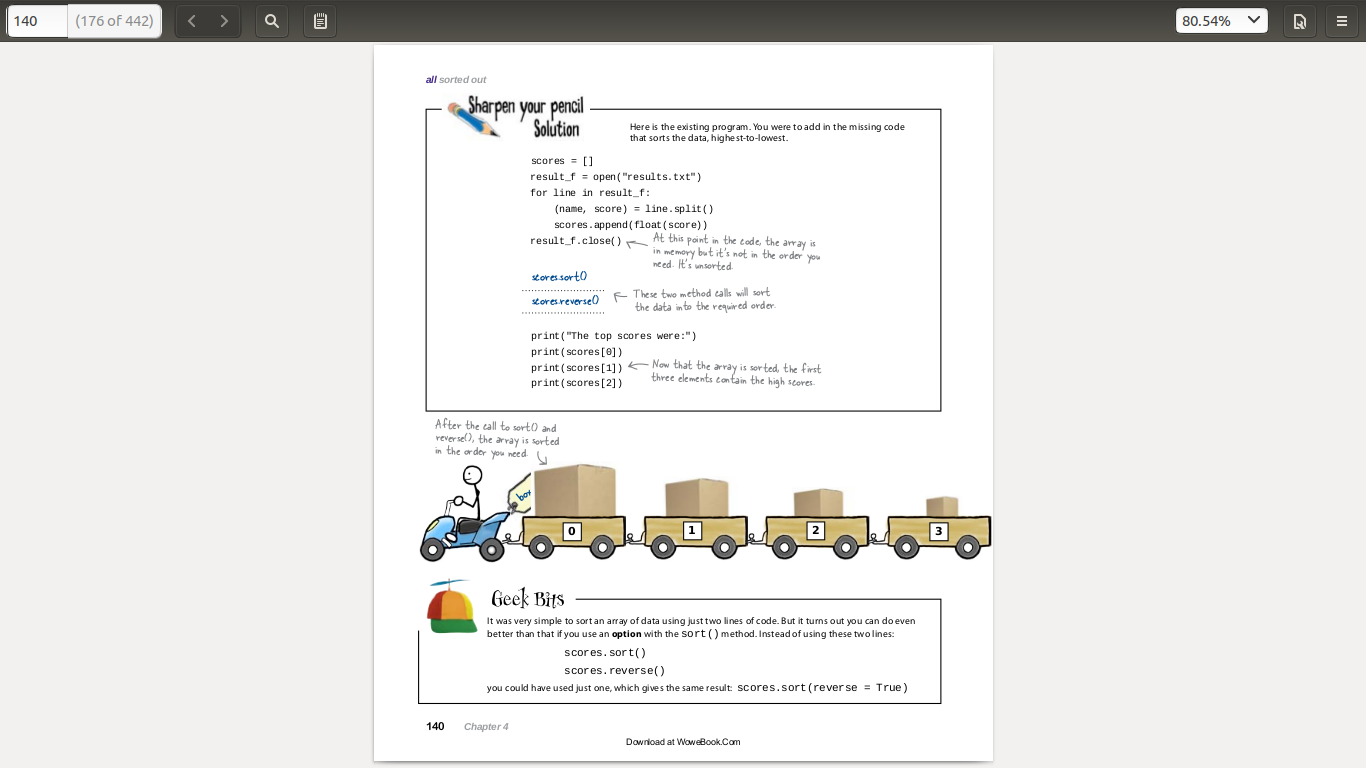 140 (176 of 442) 80.54%
all sorted out
Sharpen your pencil
Solution
Here is the existing program. You were to add in the missing code
that sorts the data, highest-to-lowest.
scores = []
result_f = open("results.txt")
for line in result_f:
(name, score) = line.split()
scores.append(float(score))
result_f.close()
At this point in the code, the array is
in memory but it's not in the order you
need. It's unsorted.
scores.sort()
scores.reverse()
These two method calls will sort
the data into the required order.
print("The top scores were:")
print(scores[0])
print(scores[1])
print(scores[2])
Now that the array is sorted, the first
three elements contain the high scores.
After the call to sort() and
reverse(), the array is sorted
in the order you need.
box
0 1 2 3
Geek Bits
It was very simple to sort an array of data using just two lines of code. But it turns out you can do even
better than that if you use an option with the sort() method. Instead of using these two lines:
scores.sort()
scores.reverse()
you could have used just one, which gives the same result: scores.sort(reverse = True)
140 Chapter 4
Download at WoweBook.Com